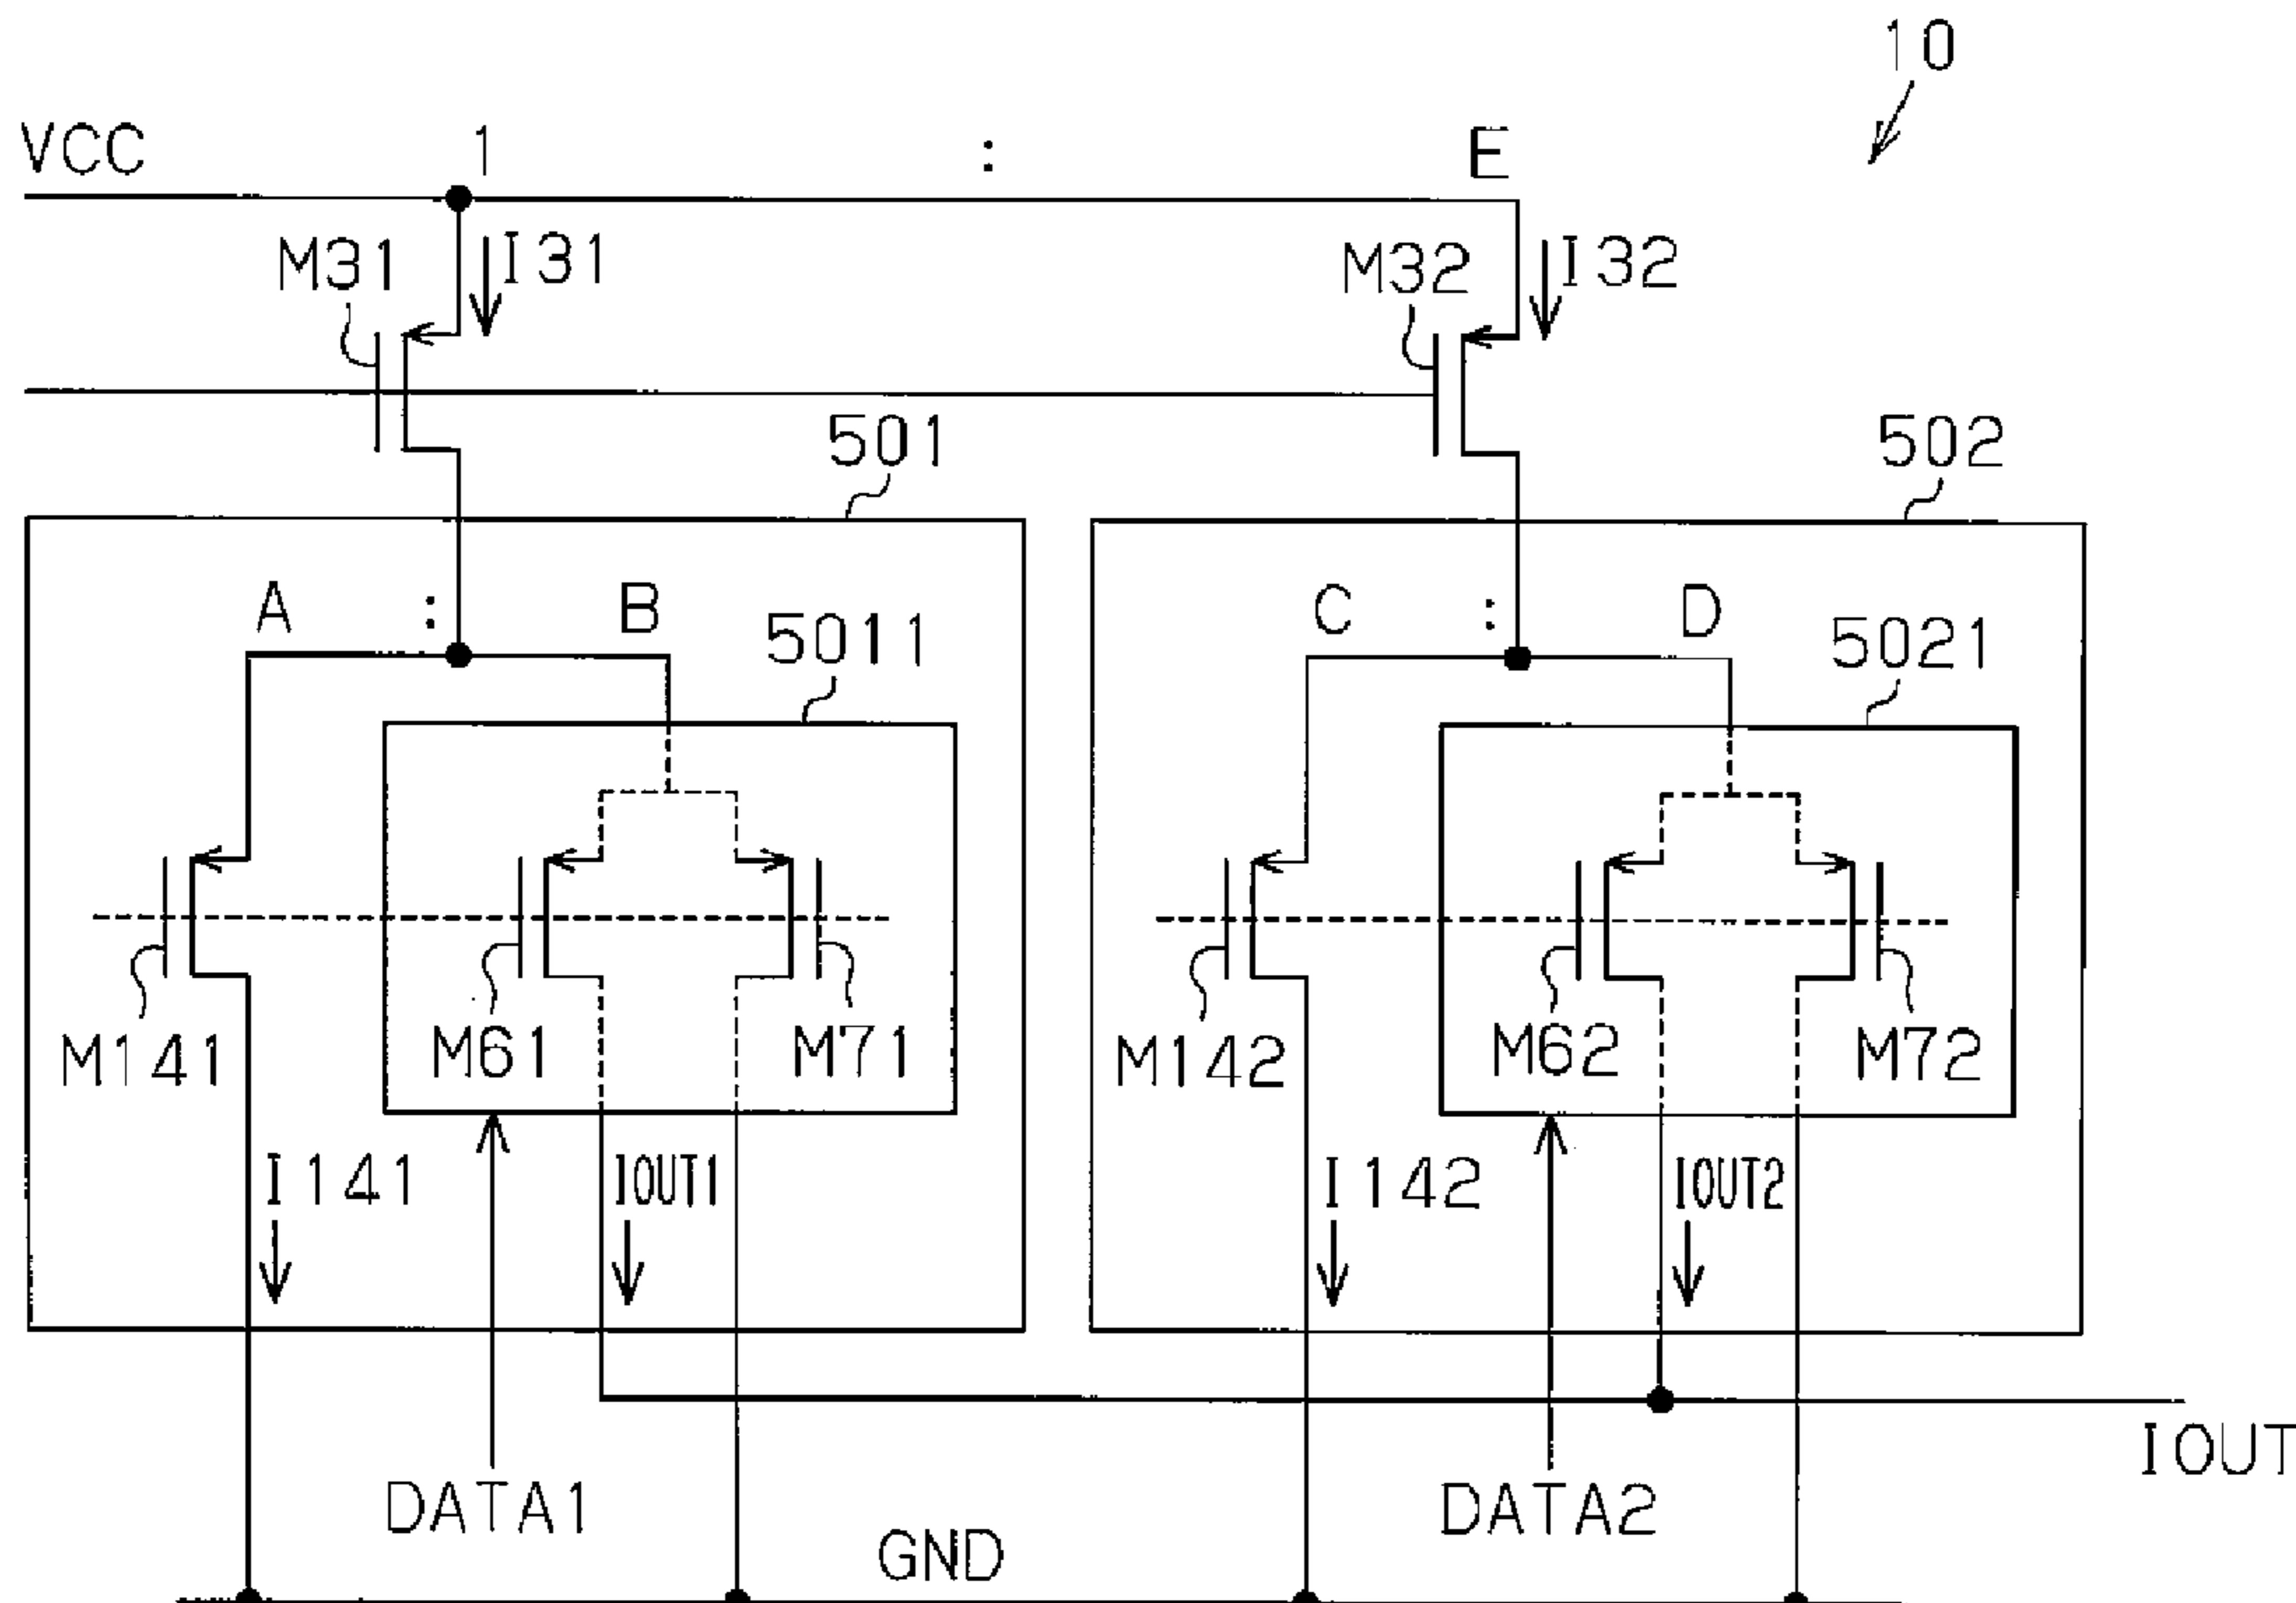 10
VCC 1 : E
M31 I31 M32 I32
501 502
A : B C : D
5011 5021
M141 M61 M71 M142 M62 M72
I141 IOUT1 I142 IOUT2
IOUT
DATA1 DATA2
GND